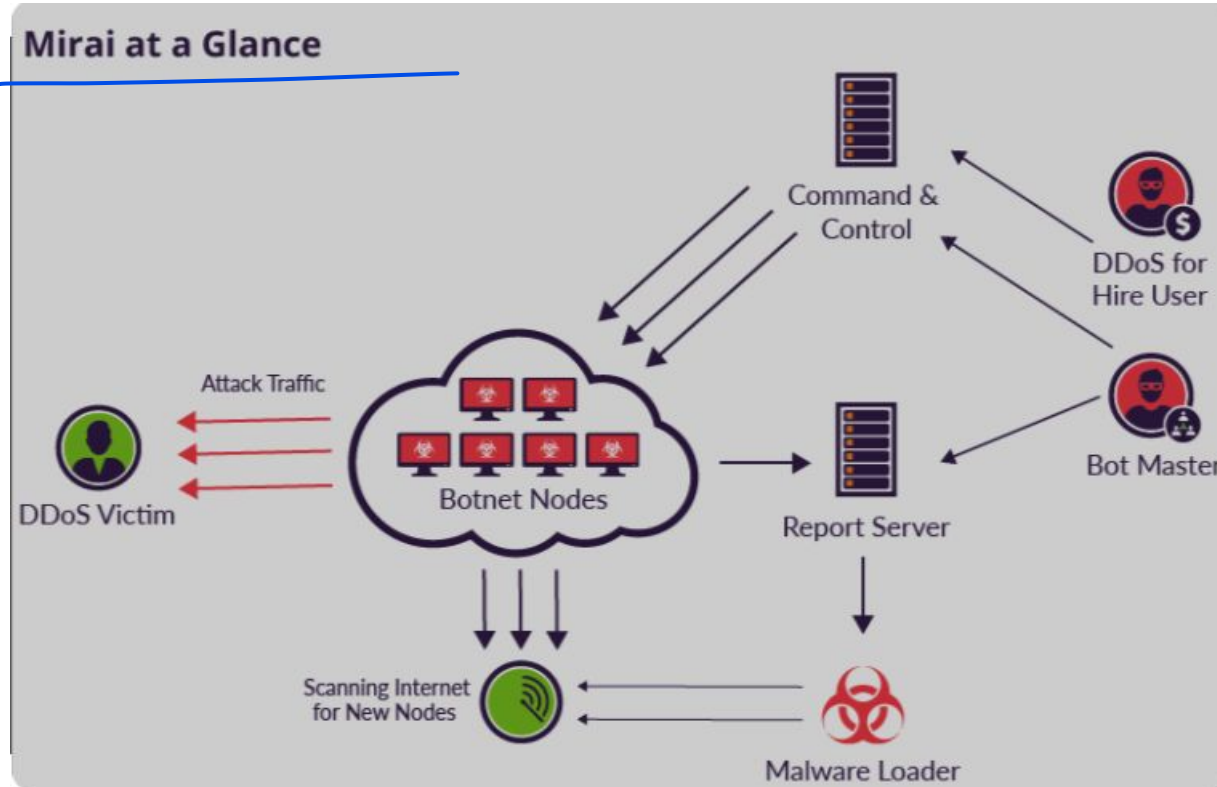 Mirai at a Glance
Command &
Control
DDoS for
Hire User
Attack Traffic
DDoS Victim
Botnet Nodes
Bot Master
Report Server
Scanning Internet
for New Nodes
Malware Loader
$